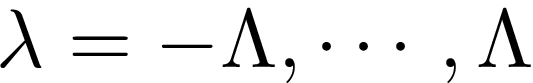 λ = −Λ, ⋯ , Λ